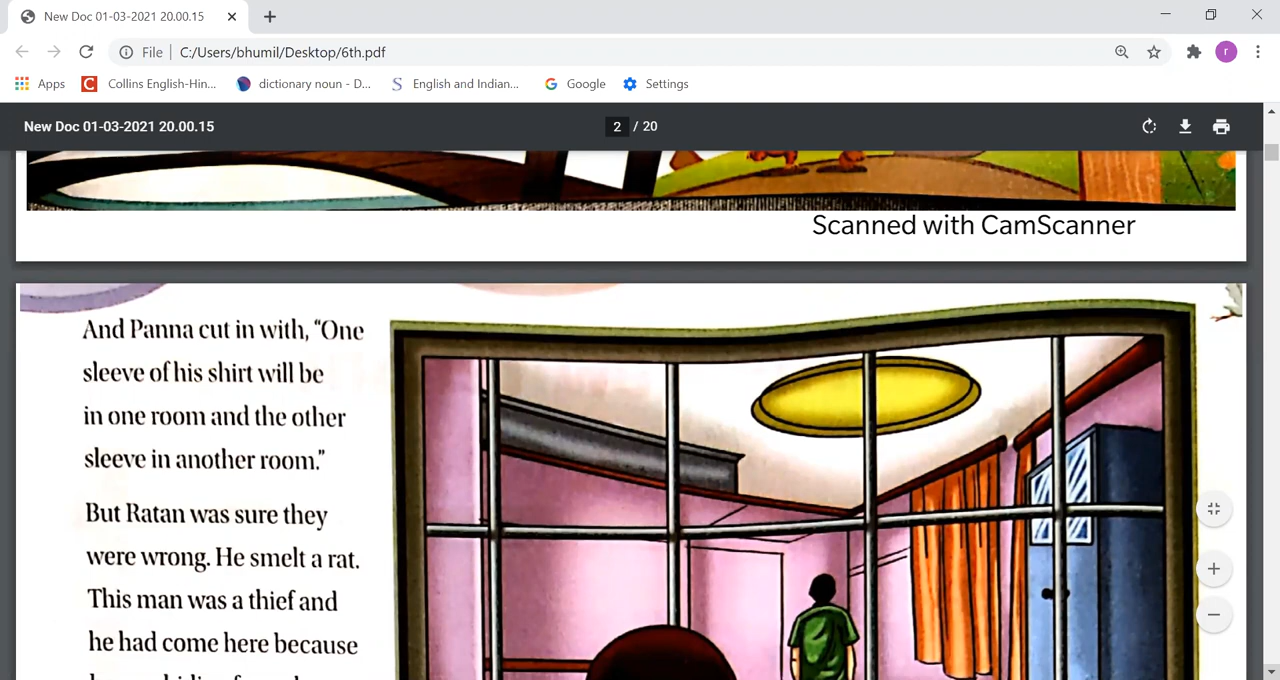 New Doc 01-03-2021 20.00.15
File
C:/Users/bhumil/Desktop/6th.pdf
r
Apps
Collins English-Hin...
dictionary noun - D...
English and Indian...
Google
Settings
New Doc 01-03-2021 20.00.15
2 / 20
Scanned with CamScanner
And Panna cut in with, “One
sleeve of his shirt will be
in one room and the other
sleeve in another room.”
But Ratan was sure they
were wrong. He smelt a rat.
This man was a thief and
he had come here because